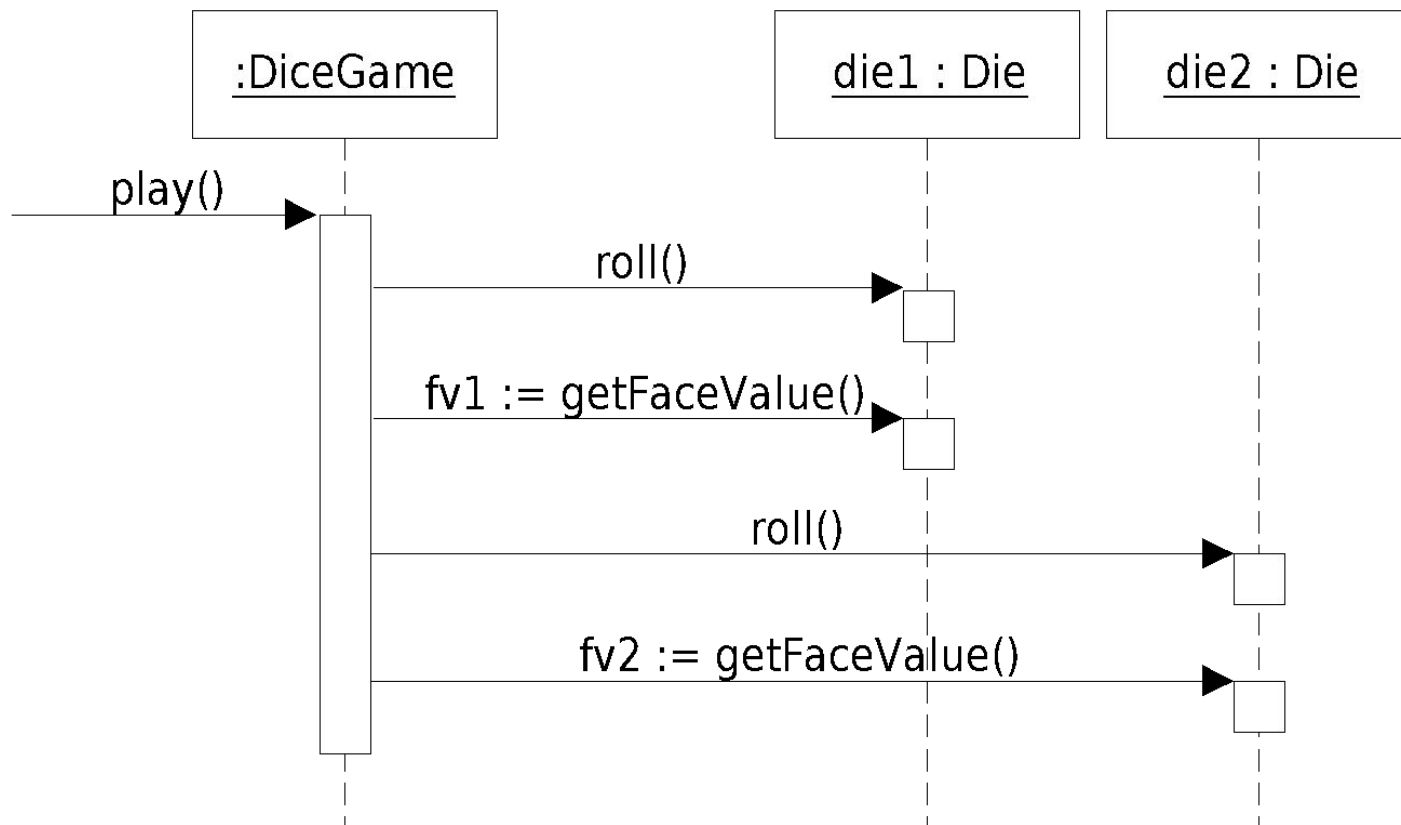 :DiceGame
die1 : Die
die2 : Die
play()
roll()
fv1 := getFaceValue()
roll()
fv2 := getFaceValue()